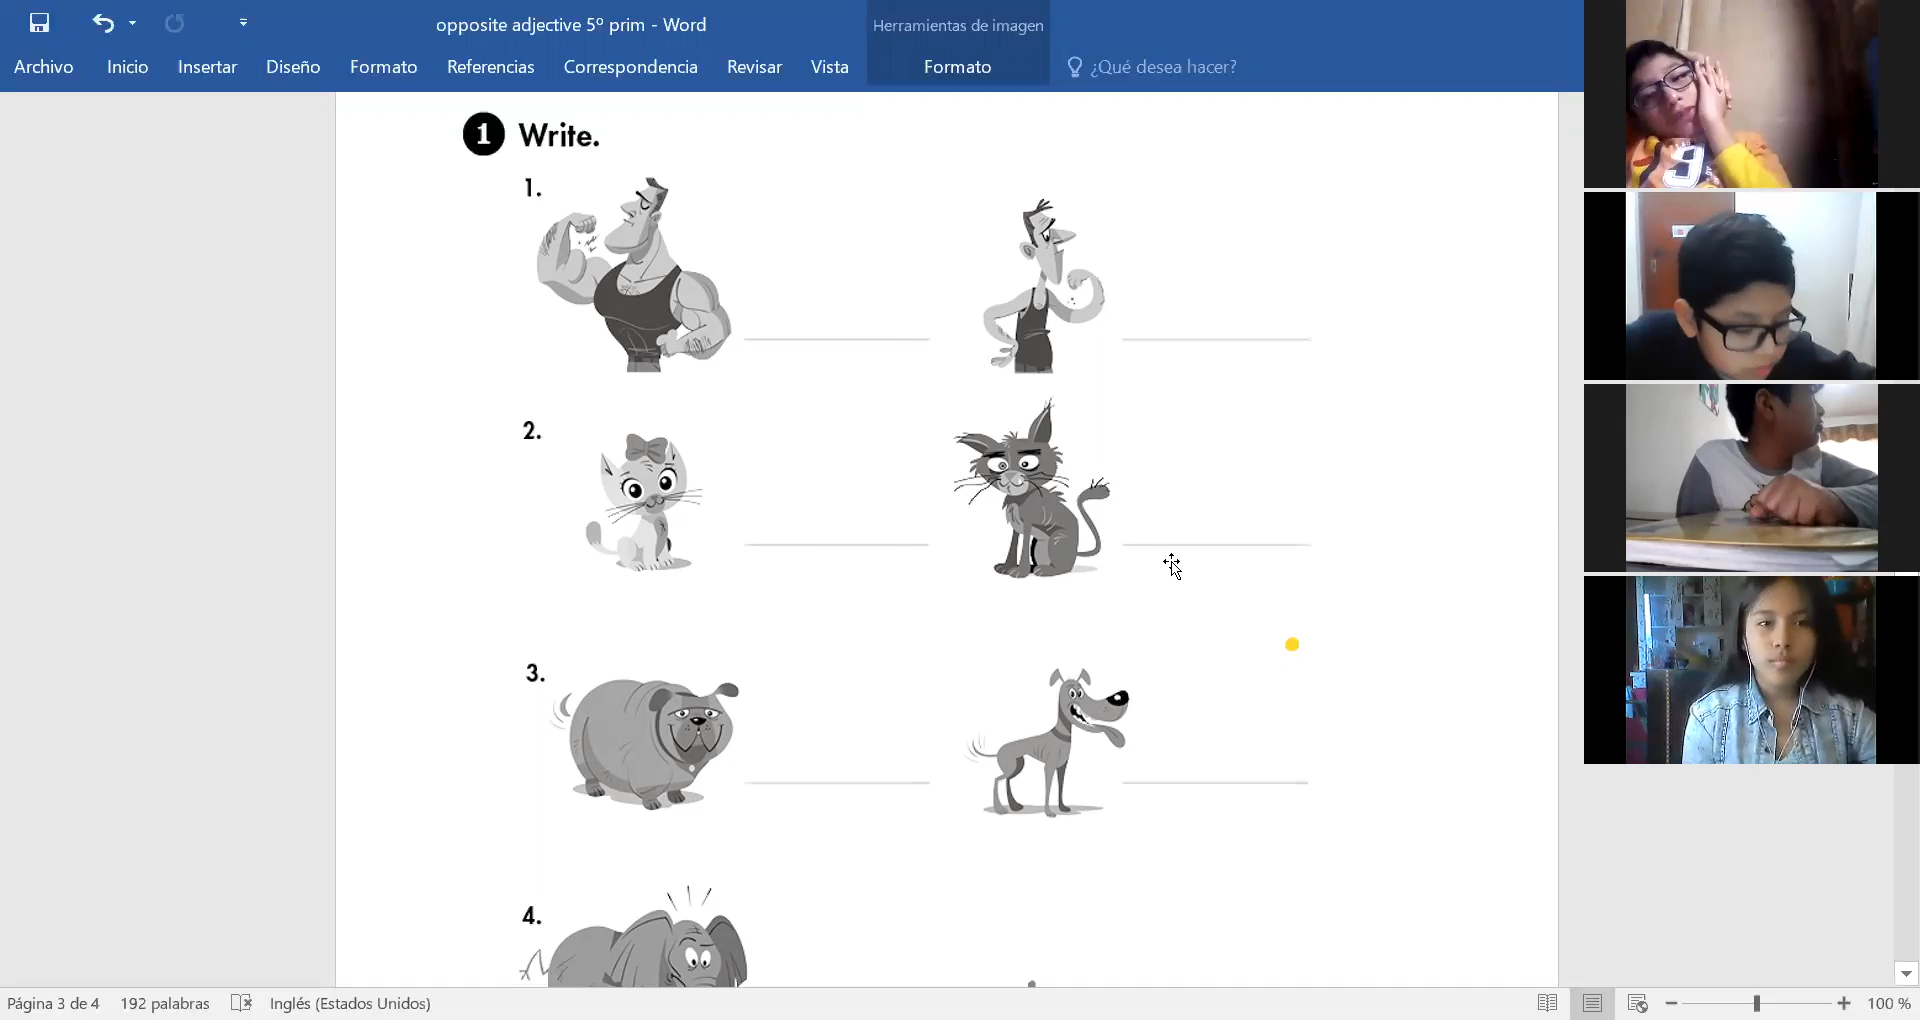 opposite adjective 5º prim - Word
Herramientas de imagen
Archivo Inicio Insertar Diseño Formato Referencias Correspondencia Revisar Vista Formato ¿Qué desea hacer?
1 Write.
1.
2.
3.
4.
Página 3 de 4 192 palabras Inglés (Estados Unidos) 100 %